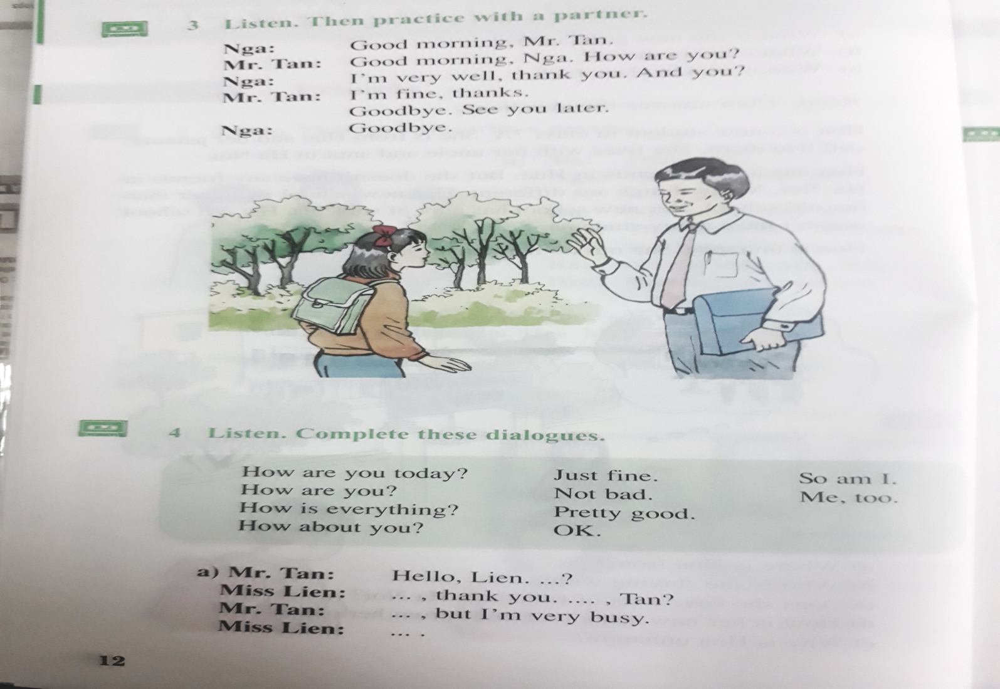 3 Listen. Then practice with a partner.
Nga: Good morning, Mr. Tan.
Mr. Tan: Good morning, Nga. How are you?
Nga: I'm very well, thank you. And you?
Mr. Tan: I'm fine, thanks.
Goodbye. See you later.
Nga: Goodbye.
4 Listen. Complete these dialogues.
How are you today? Just fine. So am I.
How are you? Not bad. Me, too.
How is everything? Pretty good.
How about you? OK.
a) Mr. Tan: Hello, Lien. ...?
Miss Lien: ... , thank you. .... , Tan?
Mr. Tan: ... , but I'm very busy.
Miss Lien: ... .
12